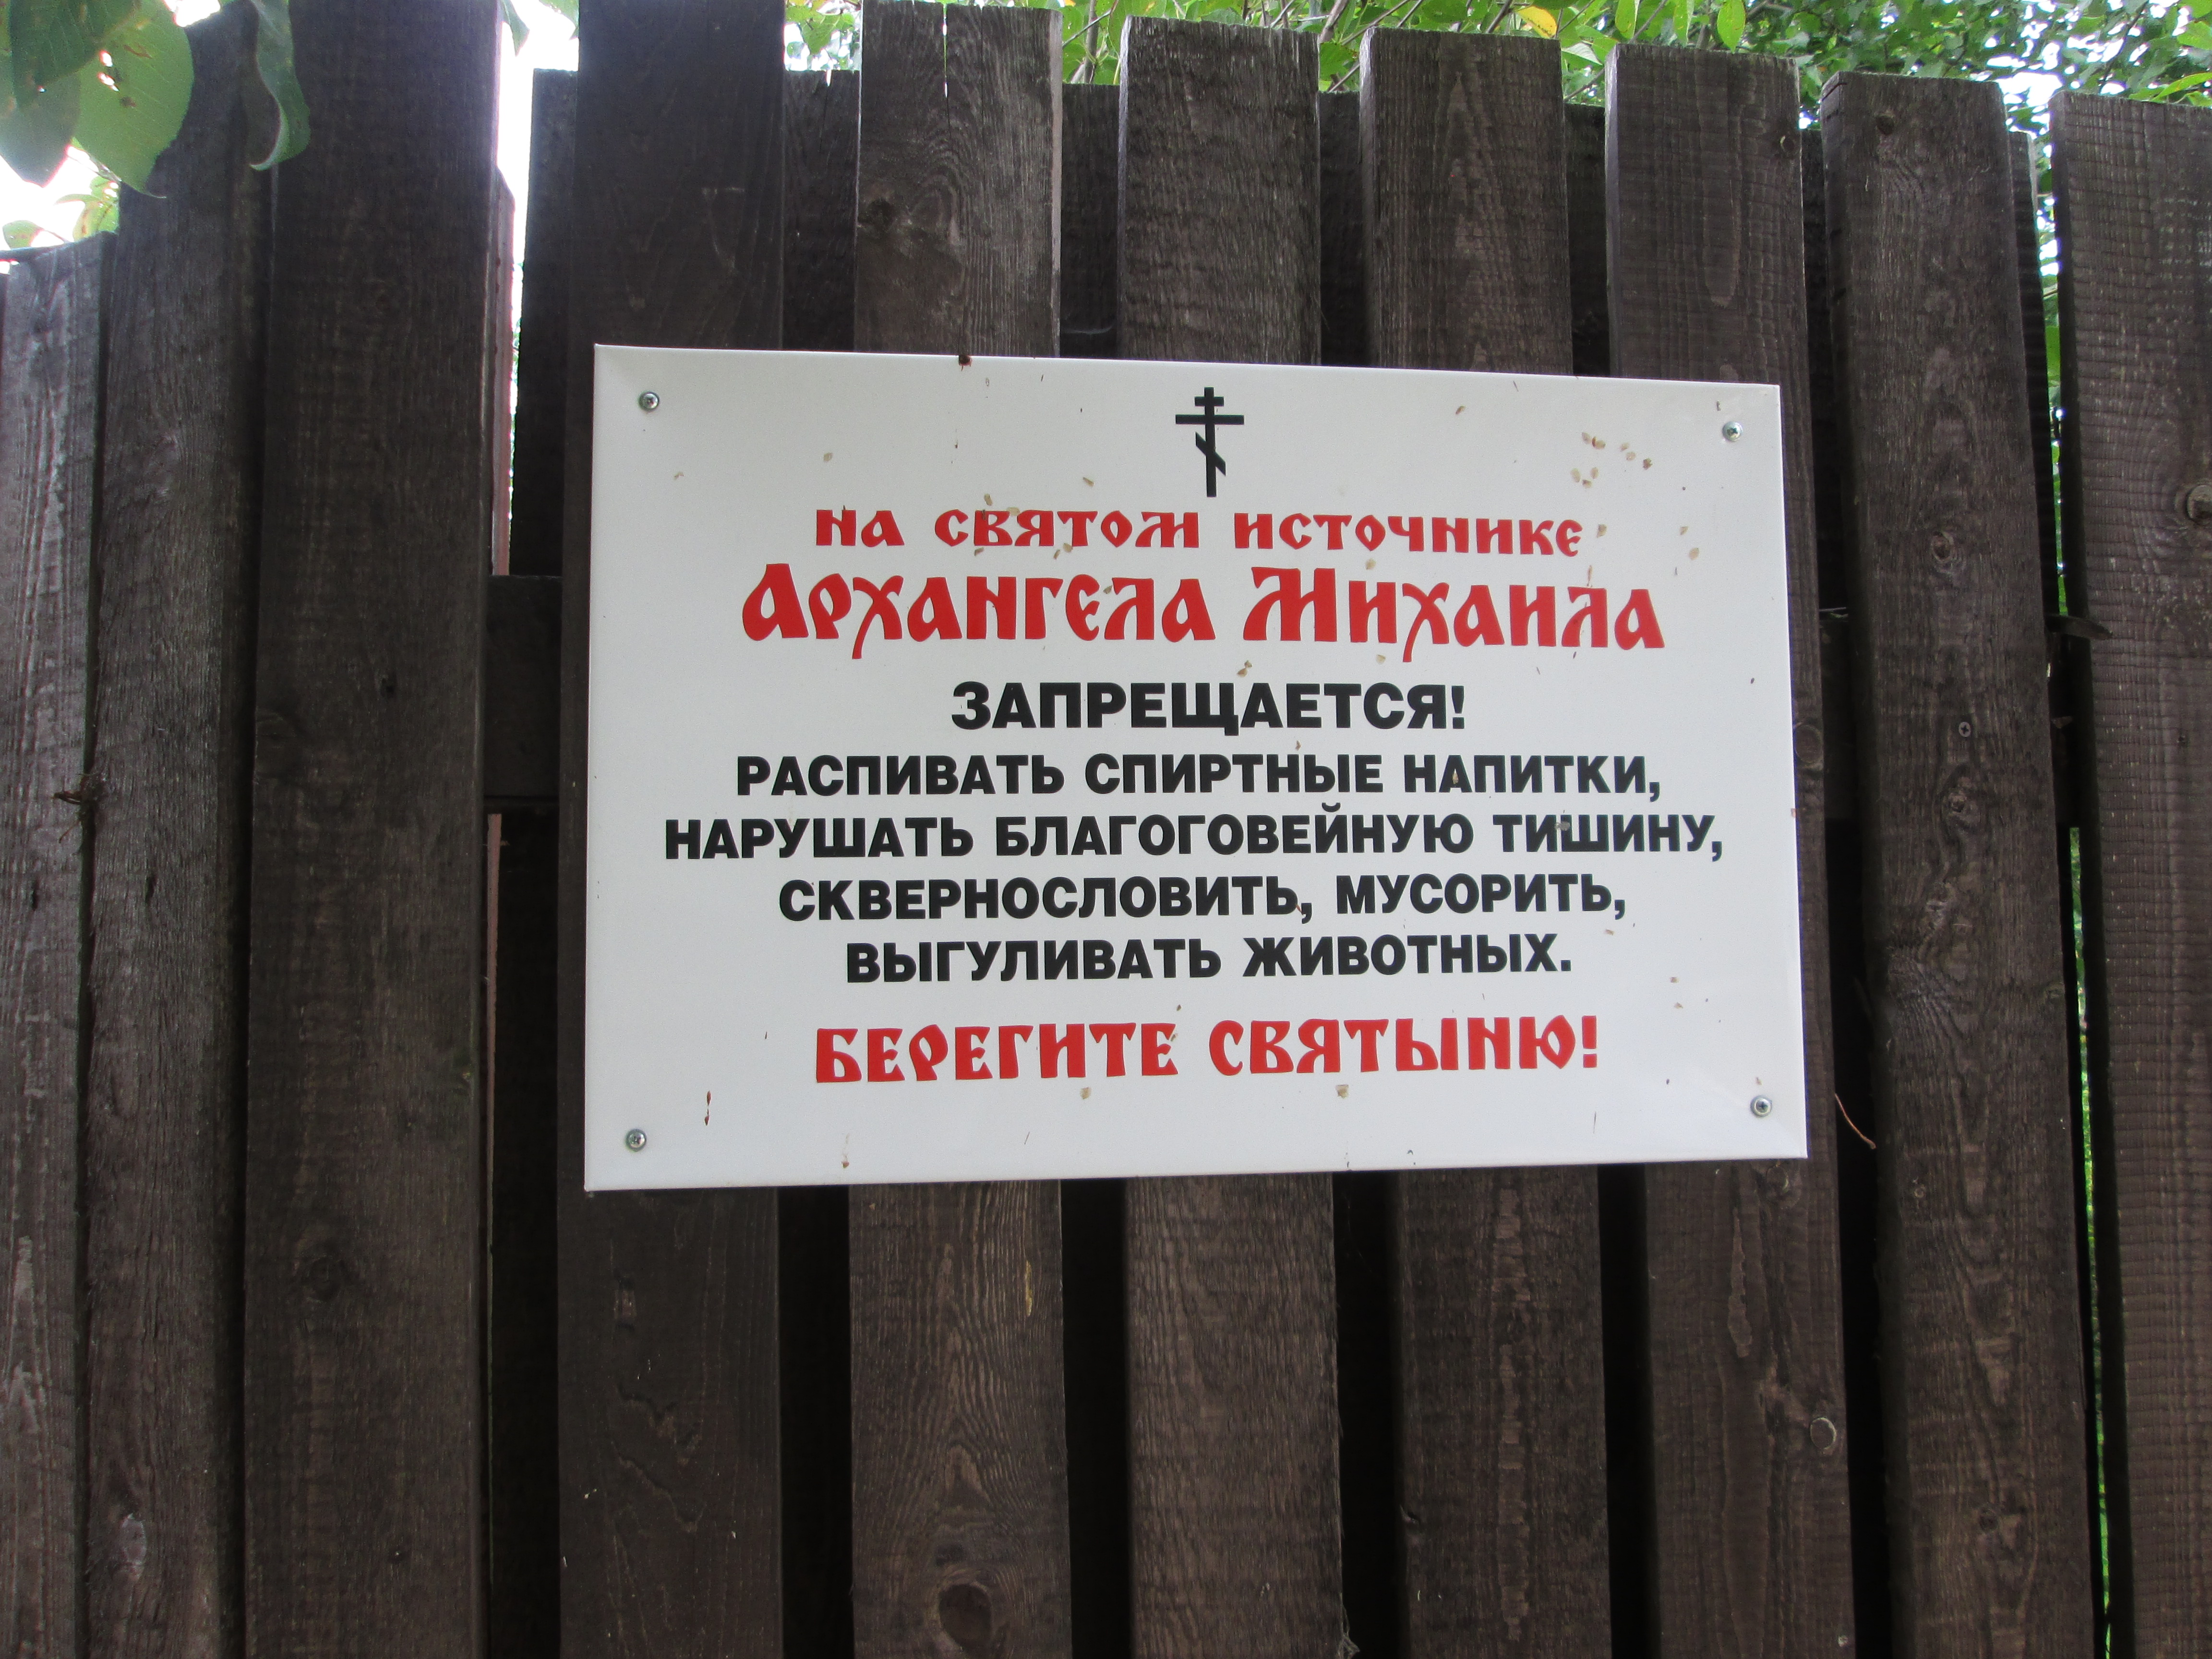 на святом источнике
Архангела Михаила
ЗАПРЕЩАЕТСЯ!
РАСПИВАТЬ СПИРТНЫЕ НАПИТКИ,
НАРУШАТЬ БЛАГОГОВЕЙНУЮ ТИШИНУ,
СКВЕРНОСЛОВИТЬ, МУСОРИТЬ,
ВЫГУЛИВАТЬ ЖИВОТНЫХ.
БЕРЕГИТЕ СВЯТЫНЮ!